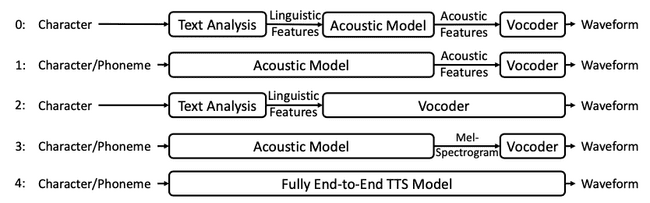 0: Character Text Analysis Linguistic Features Acoustic Model Acoustic Features Vocoder Waveform
1: Character/Phoneme Acoustic Model Acoustic Features Vocoder Waveform
2: Character Text Analysis Linguistic Features Vocoder Waveform
3: Character/Phoneme Acoustic Model Mel-Spectrogram Vocoder Waveform
4: Character/Phoneme Fully End-to-End TTS Model Waveform